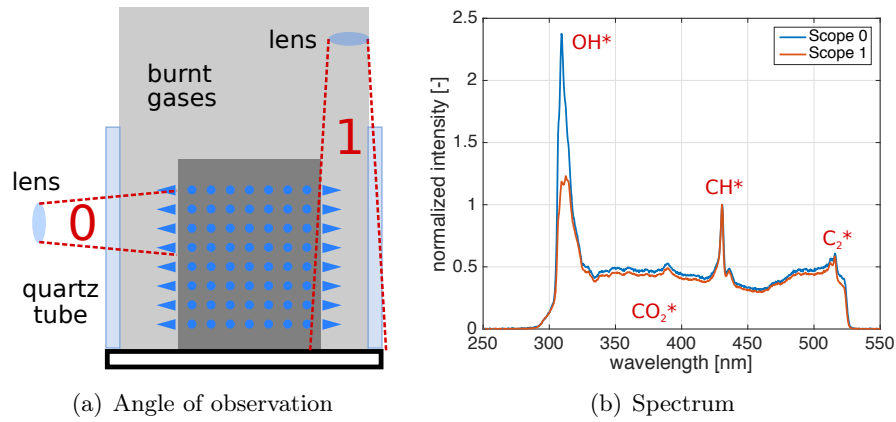 lens
burnt
gases
1
lens
0
quartz
tube
(a) Angle of observation
2.5
2
1.5
1
0.5
0
normalized intensity [-]
OH*
CH*
C₂*
CO₂*
Scope 0
Scope 1
250 300 350 400 450 500 550
wavelength [nm]
(b) Spectrum